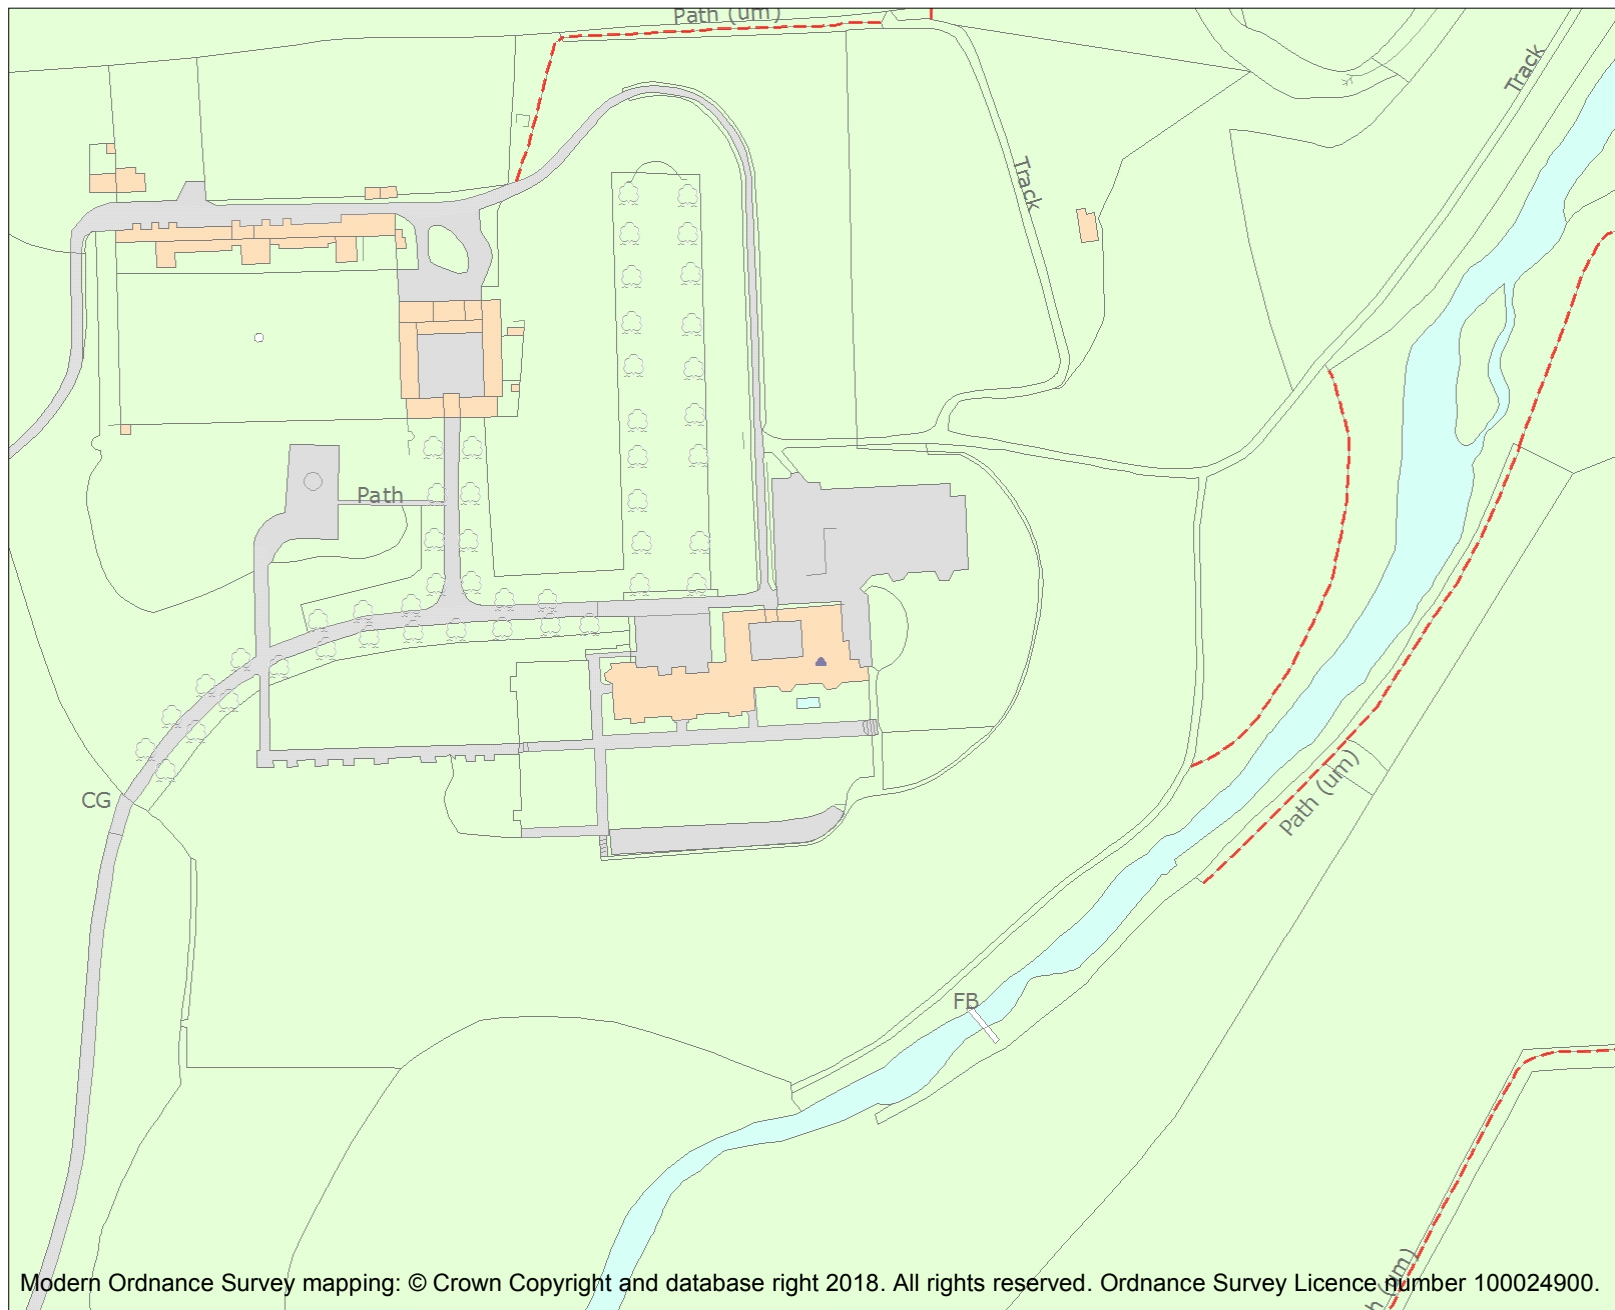 Path (um)
Track
Track
Path
CG
Path (um)
FB
(um)
Modern Ordnance Survey mapping: © Crown Copyright and database right 2018. All rights reserved. Ordnance Survey Licence number 100024900.